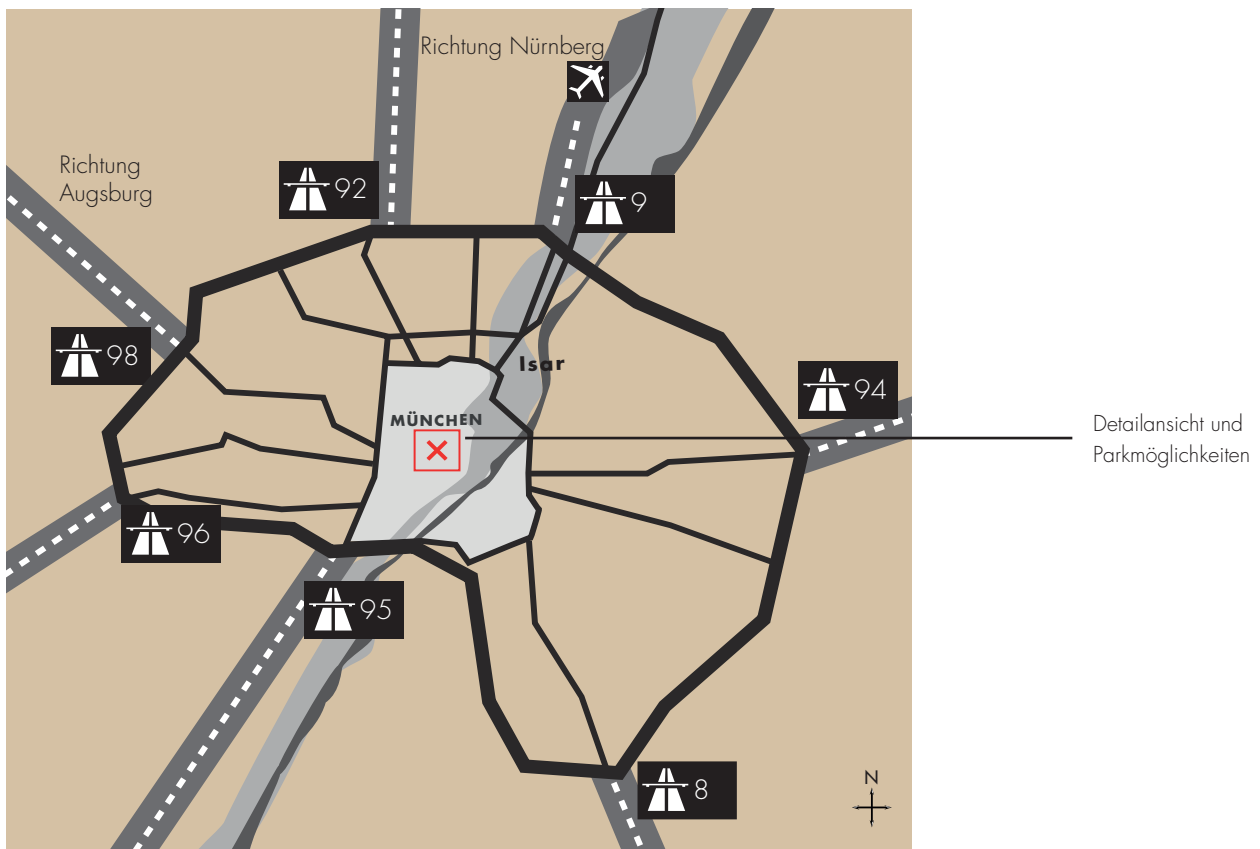 Richtung Nürnberg
Richtung
Augsburg
92
9
98
Isar
94
MÜNCHEN
Detailansicht und
Parkmöglichkeiten
96
95
N
8